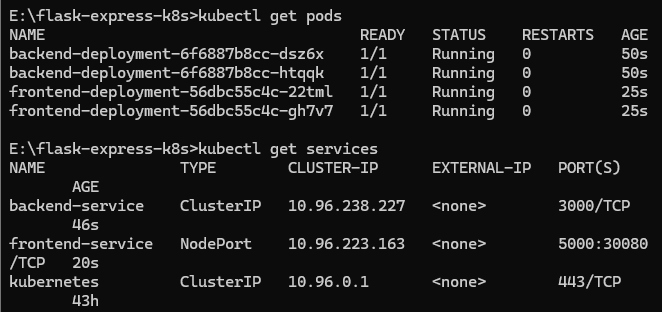 E:\flask-express-k8s>kubectl get pods
NAME                                   READY   STATUS    RESTARTS   AGE
backend-deployment-6f6887b8cc-dsz6x    1/1     Running   0          50s
backend-deployment-6f6887b8cc-htqqk    1/1     Running   0          50s
frontend-deployment-56dbc55c4c-22tml   1/1     Running   0          25s
frontend-deployment-56dbc55c4c-gh7v7   1/1     Running   0          25s

E:\flask-express-k8s>kubectl get services
NAME               TYPE        CLUSTER-IP      EXTERNAL-IP   PORT(S)
       AGE
backend-service    ClusterIP   10.96.238.227   <none>        3000/TCP
       46s
frontend-service   NodePort    10.96.223.163   <none>        5000:30080
/TCP   20s
kubernetes         ClusterIP   10.96.0.1       <none>        443/TCP
       43h